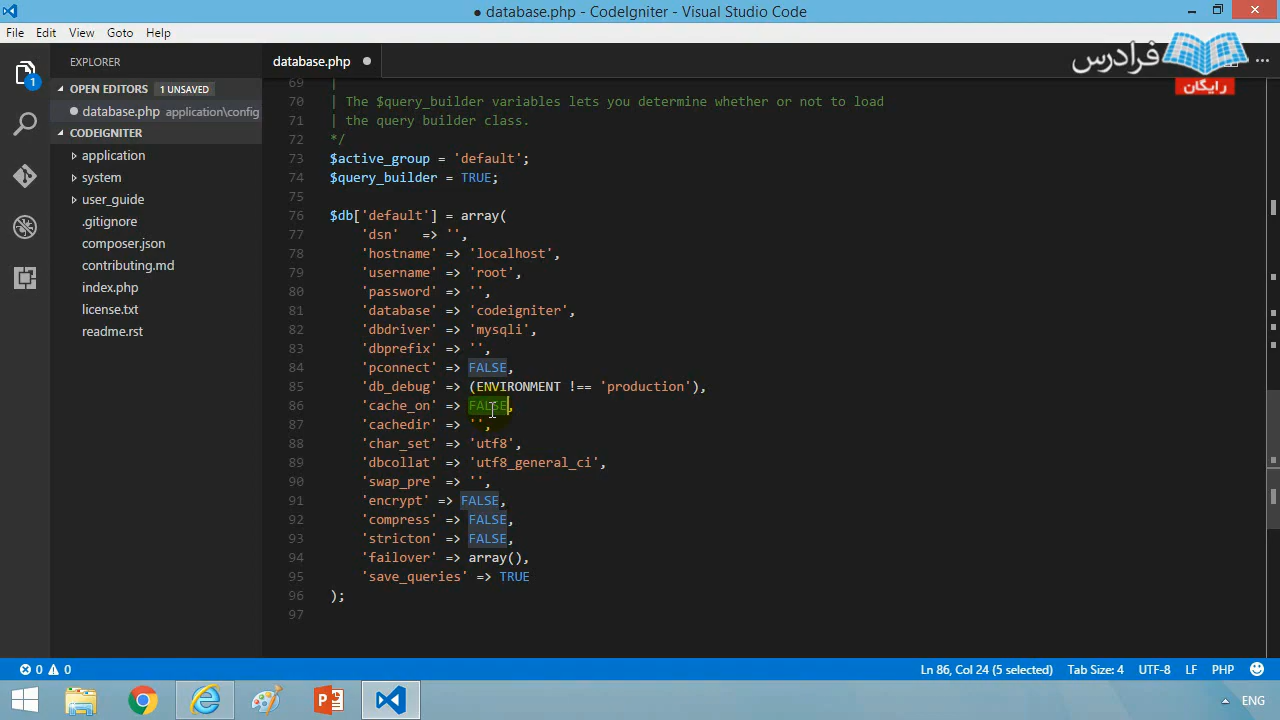 ● database.php - CodeIgniter - Visual Studio Code
File Edit View Goto Help
فرادرس
رایگان
EXPLORER
OPEN EDITORS 1 UNSAVED
database.php application\config
CODEIGNITER
application
system
user_guide
.gitignore
composer.json
contributing.md
index.php
license.txt
readme.rst
1
database.php
69 |
70 | The $query_builder variables lets you determine whether or not to load
71 | the query builder class.
72 */
73 $active_group = 'default';
74 $query_builder = TRUE;
75
76 $db['default'] = array(
77 'dsn' => '',
78 'hostname' => 'localhost',
79 'username' => 'root',
80 'password' => '',
81 'database' => 'codeigniter',
82 'dbdriver' => 'mysqli',
83 'dbprefix' => '',
84 'pconnect' => FALSE,
85 'db_debug' => (ENVIRONMENT !== 'production'),
86 'cache_on' => FALSE,
87 'cachedir' => '',
88 'char_set' => 'utf8',
89 'dbcollat' => 'utf8_general_ci',
90 'swap_pre' => '',
91 'encrypt' => FALSE,
92 'compress' => FALSE,
93 'stricton' => FALSE,
94 'failover' => array(),
95 'save_queries' => TRUE
96 );
97
0 0 Ln 86, Col 24 (5 selected) Tab Size: 4 UTF-8 LF PHP
ENG